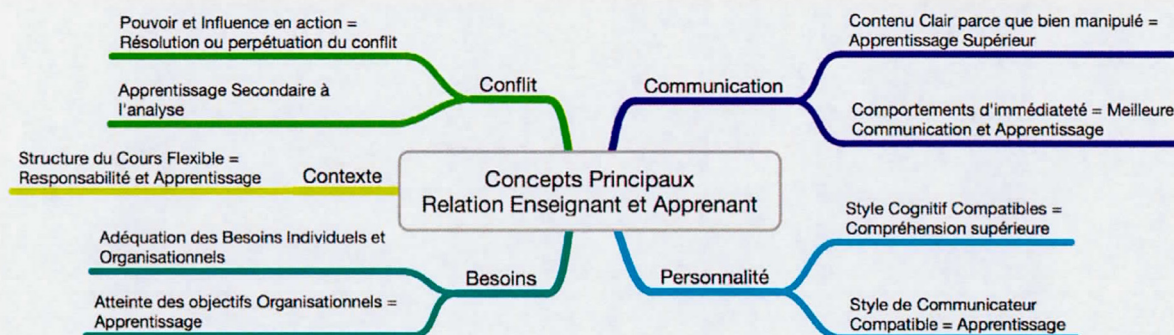 Pouvoir et Influence en action =
Résolution ou perpétuation du conflit
Apprentissage Secondaire à
l'analyse
Conflit
Structure du Cours Flexible =
Responsabilité et Apprentissage
Contexte
Adéquation des Besoins Individuels et
Organisationnels
Atteinte des objectifs Organisationnels =
Apprentissage
Besoins
Concepts Principaux
Relation Enseignant et Apprenant
Communication
Contenu Clair parce que bien manipulé =
Apprentissage Supérieur
Comportements d'immédiateté = Meilleure
Communication et Apprentissage
Personnalité
Style Cognitif Compatibles =
Compréhension supérieure
Style de Communicateur
Compatible = Apprentissage